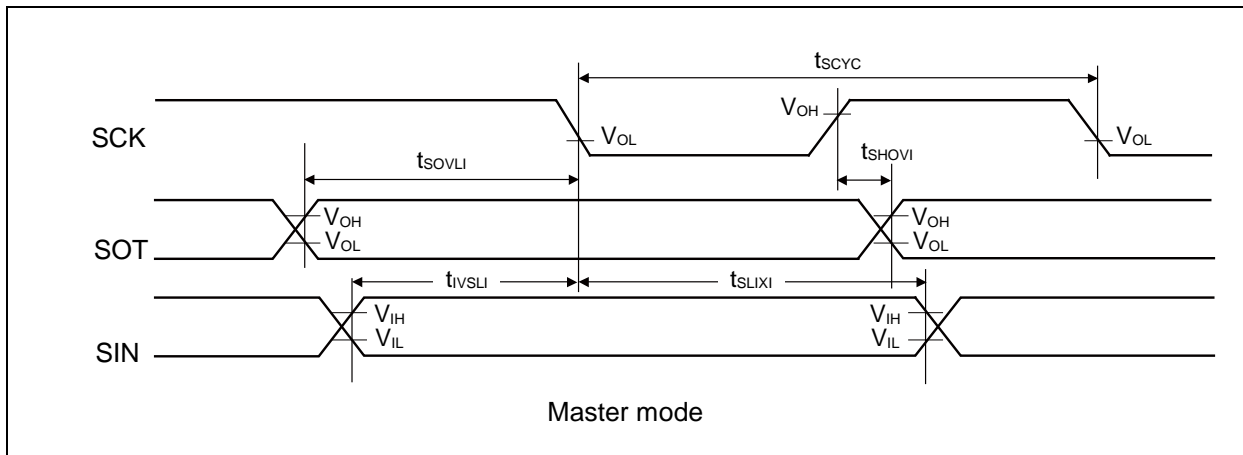 tSCYC
VOH
SCK
VOL
VOL
tSHOVI
tSOVLI
VOH
VOH
VOL
VOL
SOT
tIVSLI
tSLIXI
VIH
VIH
VIL
VIL
SIN
Master mode